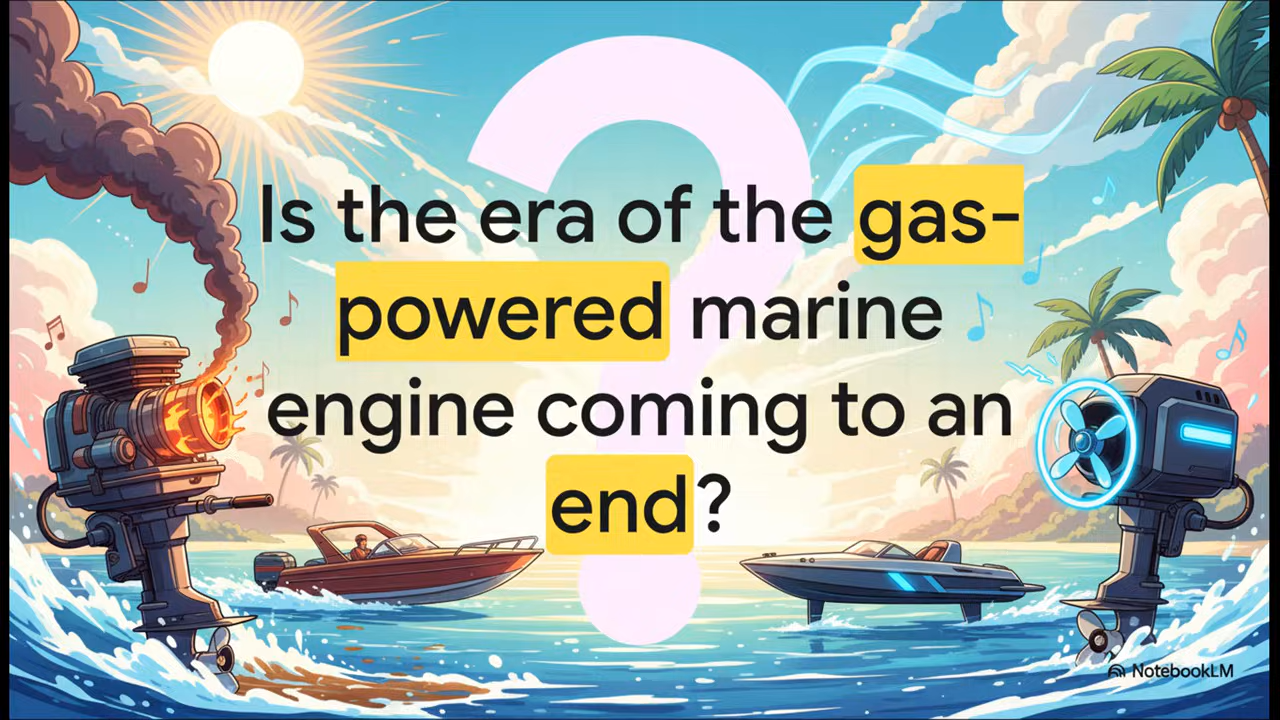 Is the era of the gas-
powered marine
engine coming to an
end?
NotebookLM